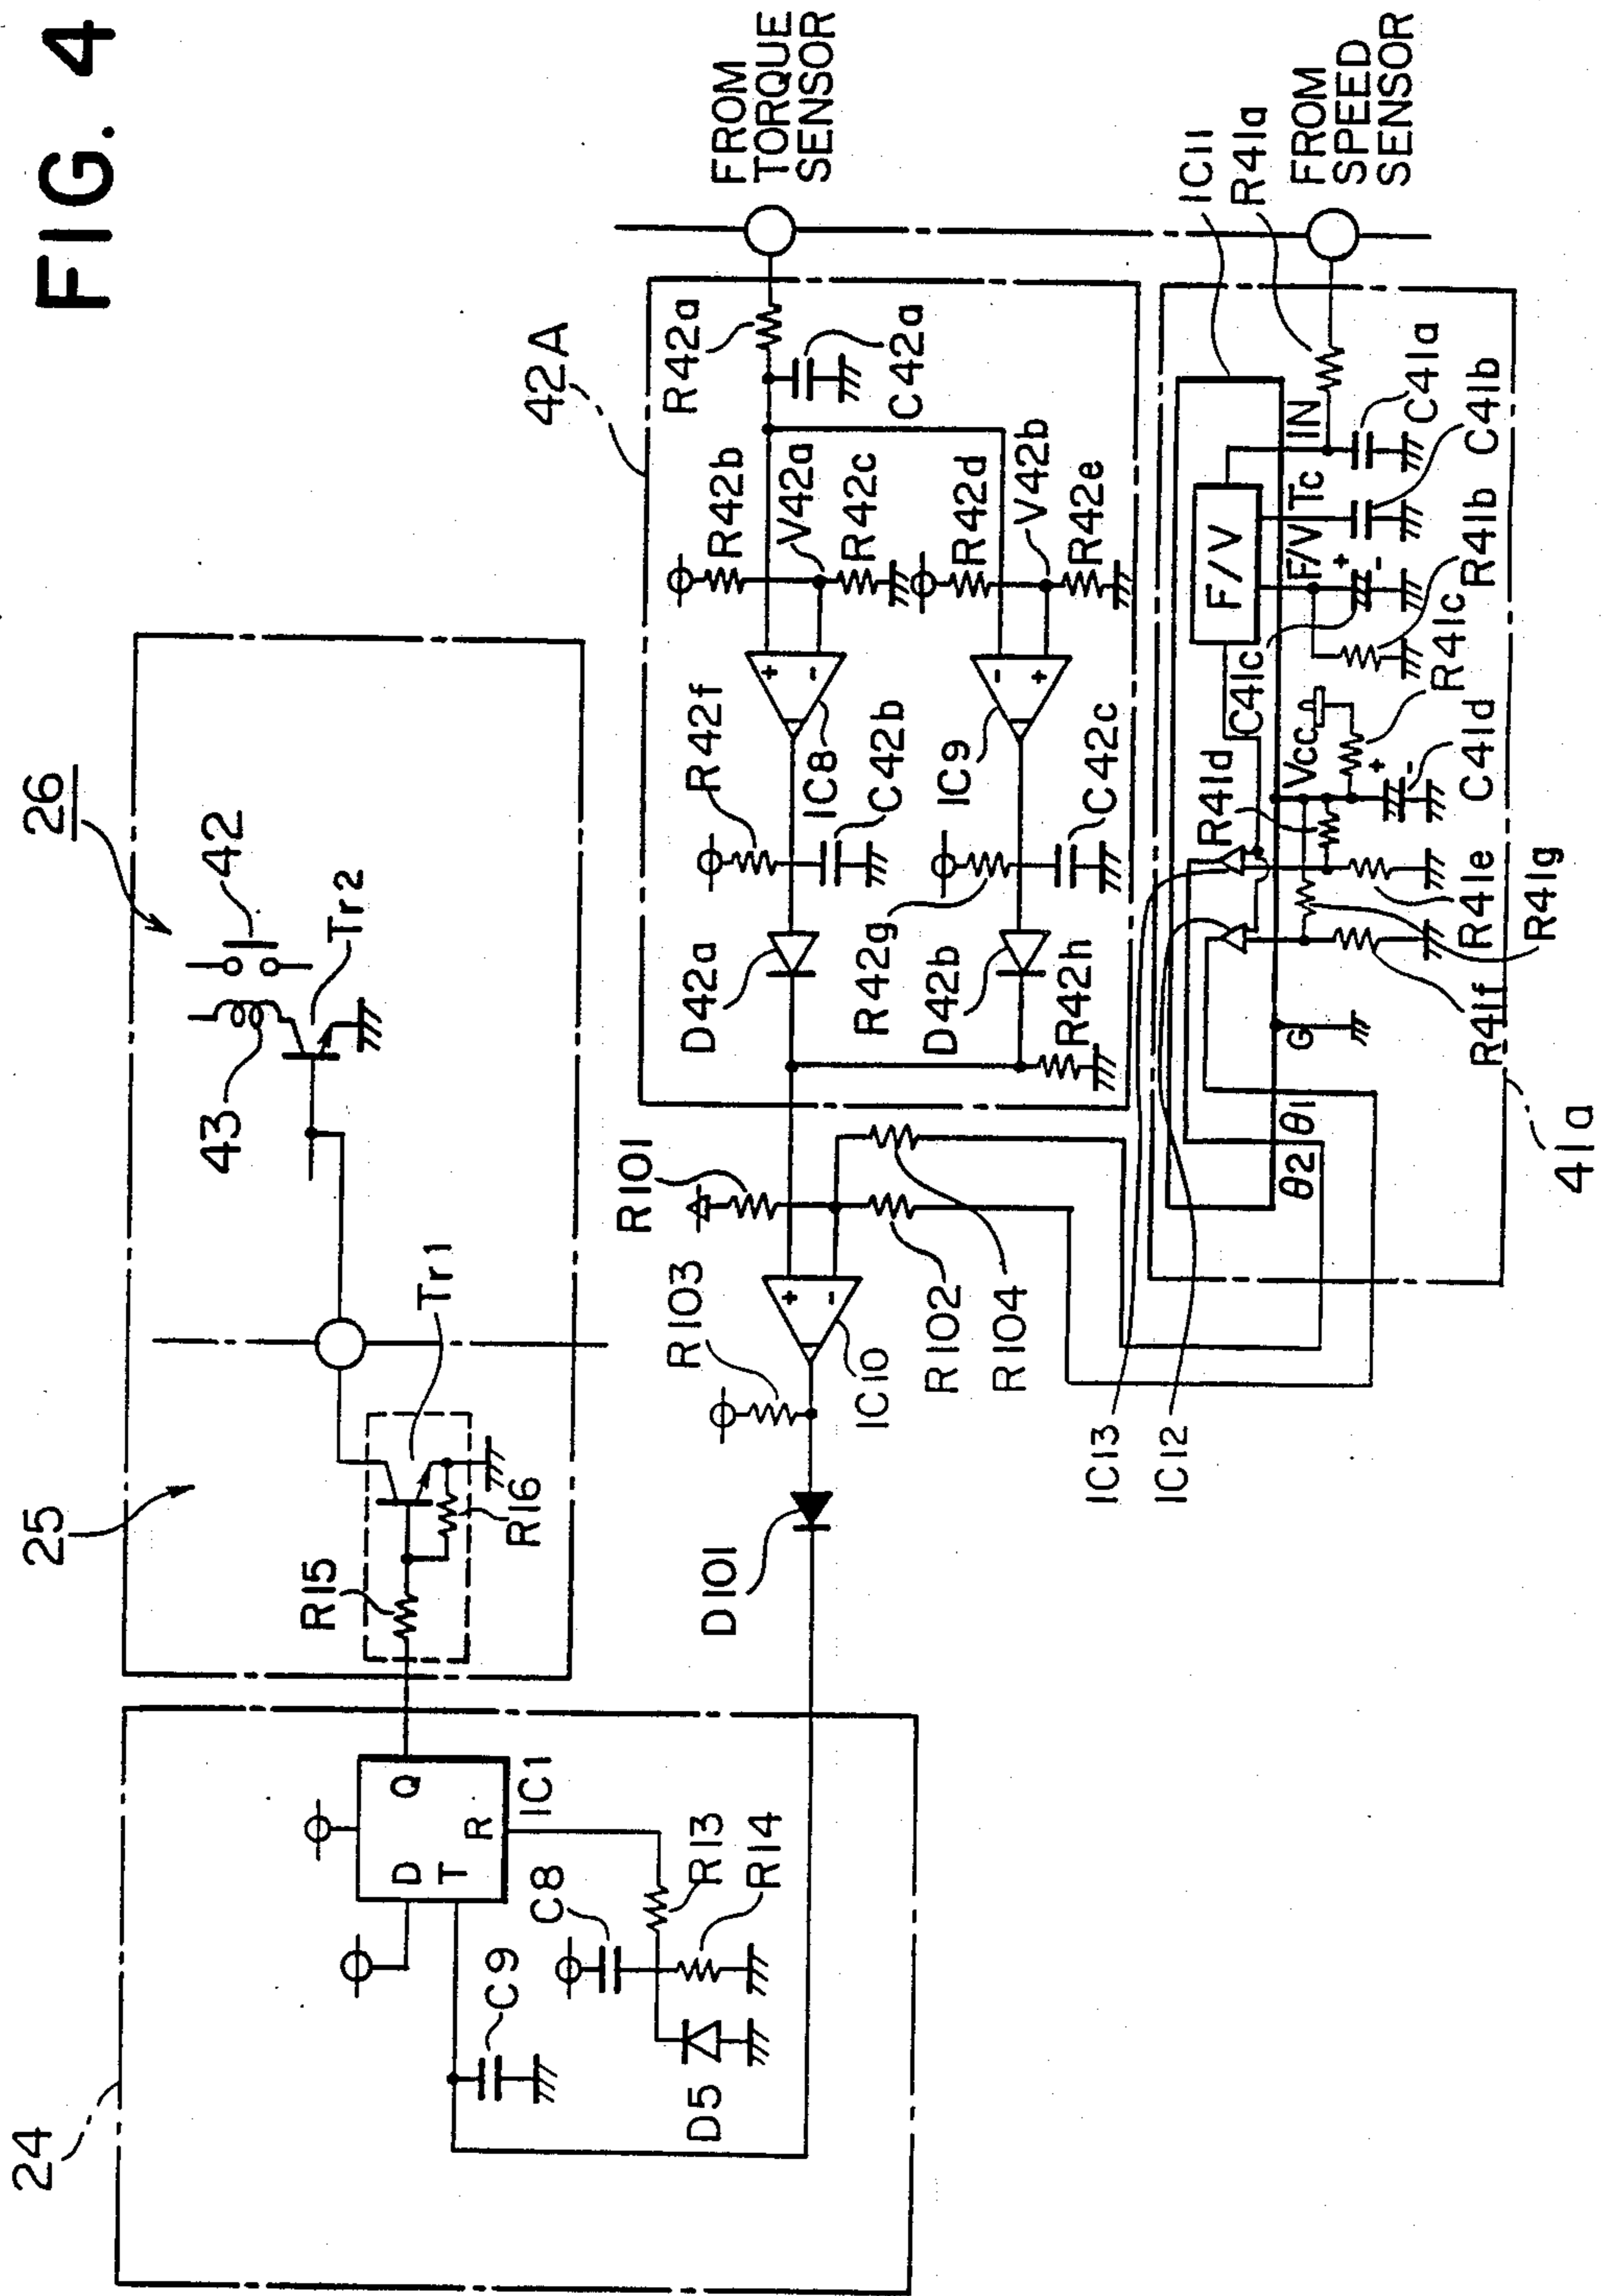 FIG. 4
24
25
26
42
43
Tr2
Tr1
R15
R16
D
Q
T
R
IC1
C9
C8
R13
R14
D5
42A
R42a
C42a
R42b
V42a
R42c
R42d
V42b
R42e
+
-
IC8
-
+
IC9
R42f
C42b
R42g
C42c
D42a
D42b
R42h
FROM
TORQUE
SENSOR
FROM
SPEED
SENSOR
R101
R103
+
-
IC10
R102
R104
D101
IC13
IC12
IC11
R41a
F/V
IN
Tc
F/V
+
-
Vcc
+
-
G
θ1
θ2
C41a
C41b
R41b
C41c
R41c
C41d
R41d
R41e
R41g
R41f
41a